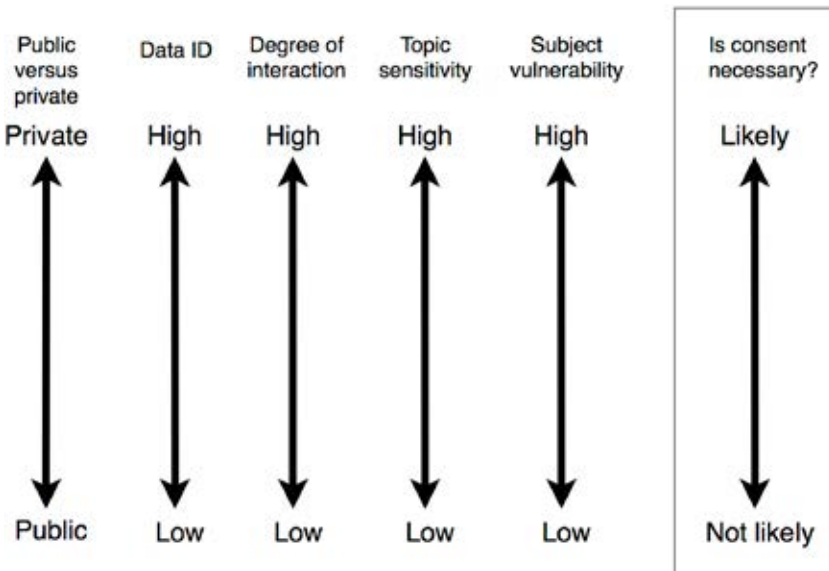 Public
versus
private
Data ID
Degree of
interaction
Topic
sensitivity
Subject
vulnerability
Is consent
necessary?
Private
High
High
High
High
Likely
Public
Low
Low
Low
Low
Not likely